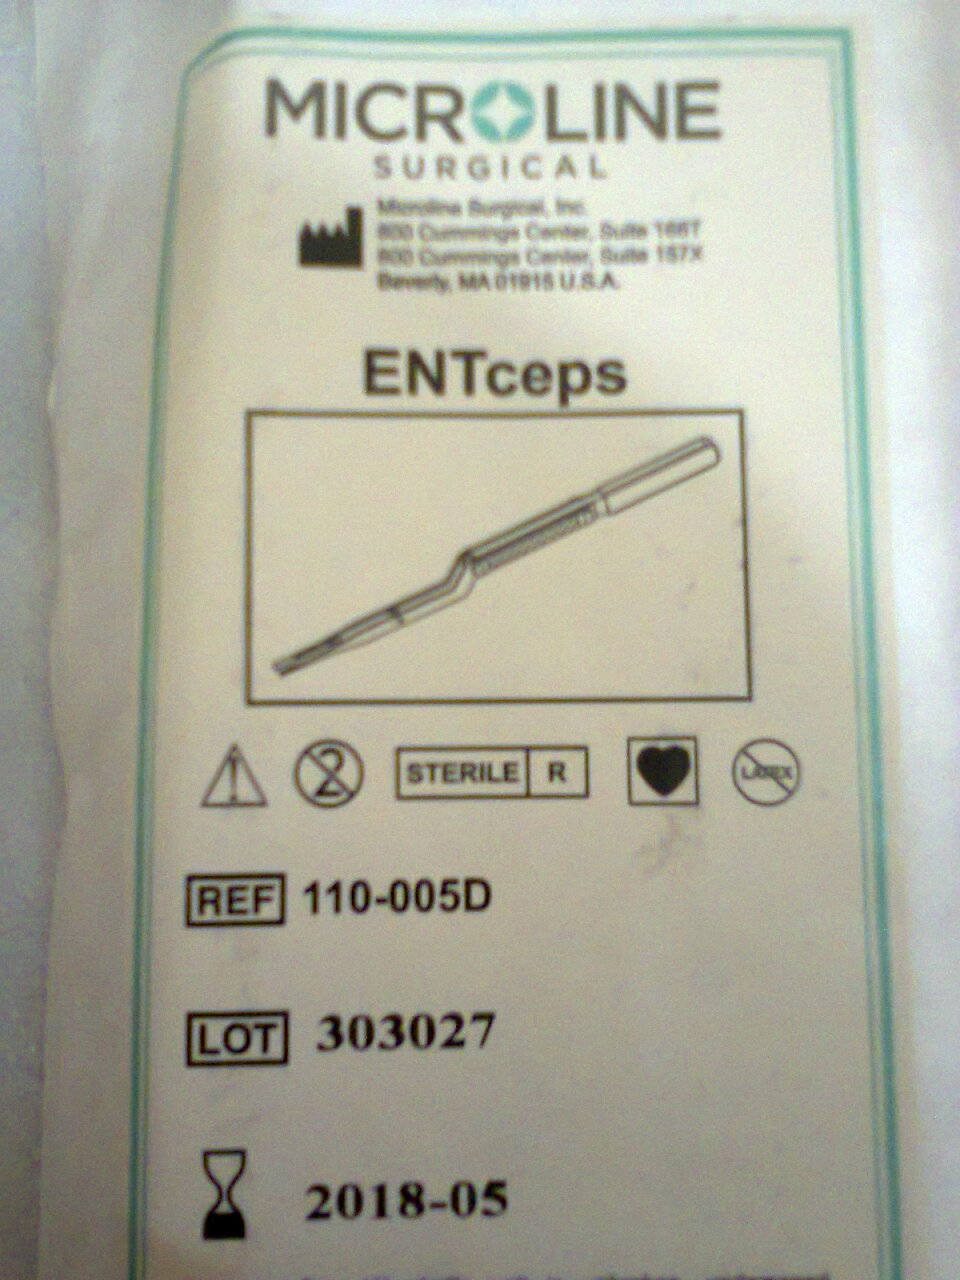 MICROLINE
SURGICAL
Microline Surgical, Inc.
800 Cummings Center, Suite 166T
800 Cummings Center, Suite 157X
Beverly, MA 01915 U.S.A.
ENTceps
2 STERILE R LATEX
REF 110-005D
LOT 303027
2018-05